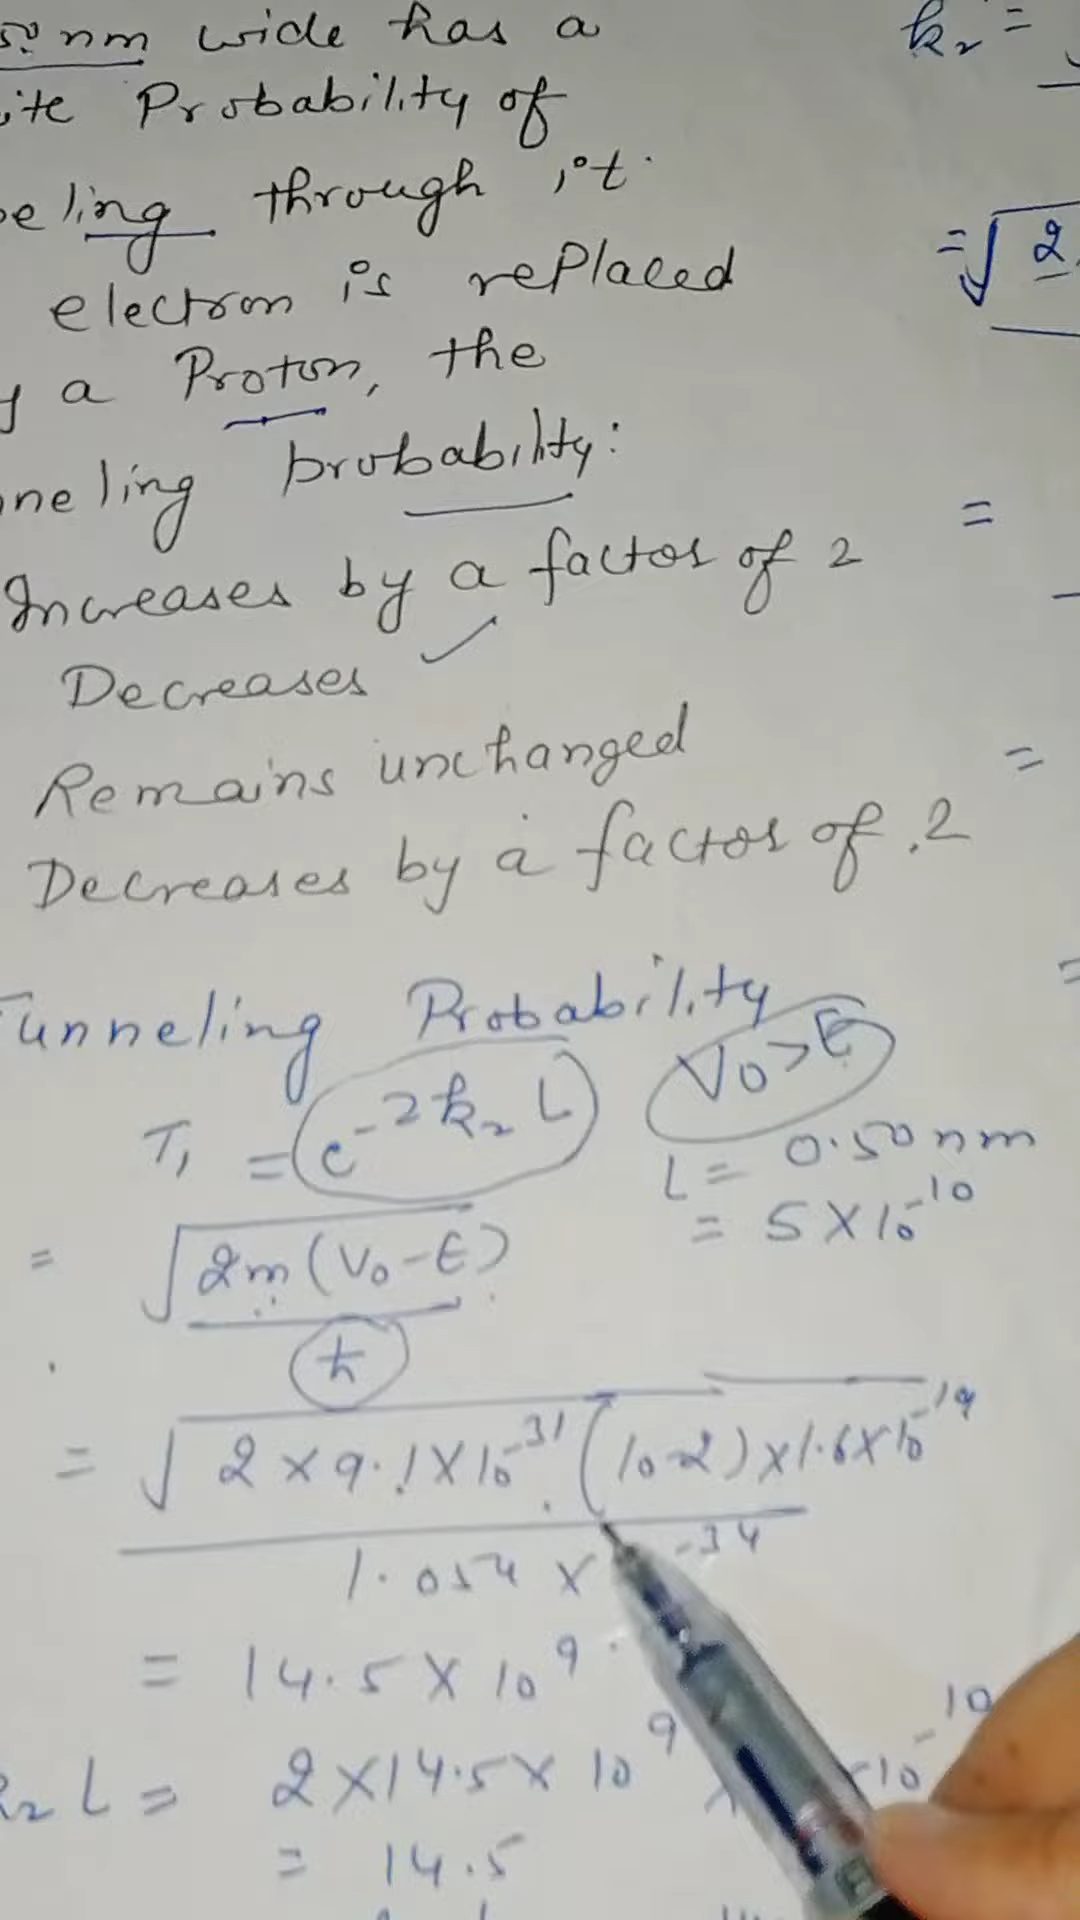 nm wide has a
Probability of
through it.
electron is replaced
a Proton, the
probability:
Increases by a factor of 2
Decreases ✓
Remains unchanged
Decreases by a factor of .2
Tunneling Probability
T₁ = e^{-2k₂L} V₀>E
L = 0.50nm
= 5×10^{-10}
= √2m(V₀-E)
ħ
= √2×9.1×10^{-31}(10-2)×1.6×10^{-19}
1.054 × ^{-34}
= 14.5×10^9
L = 2×14.5×10^9 ×10^{-10}
= 14.5
k₂ =
= √2
=
=
=